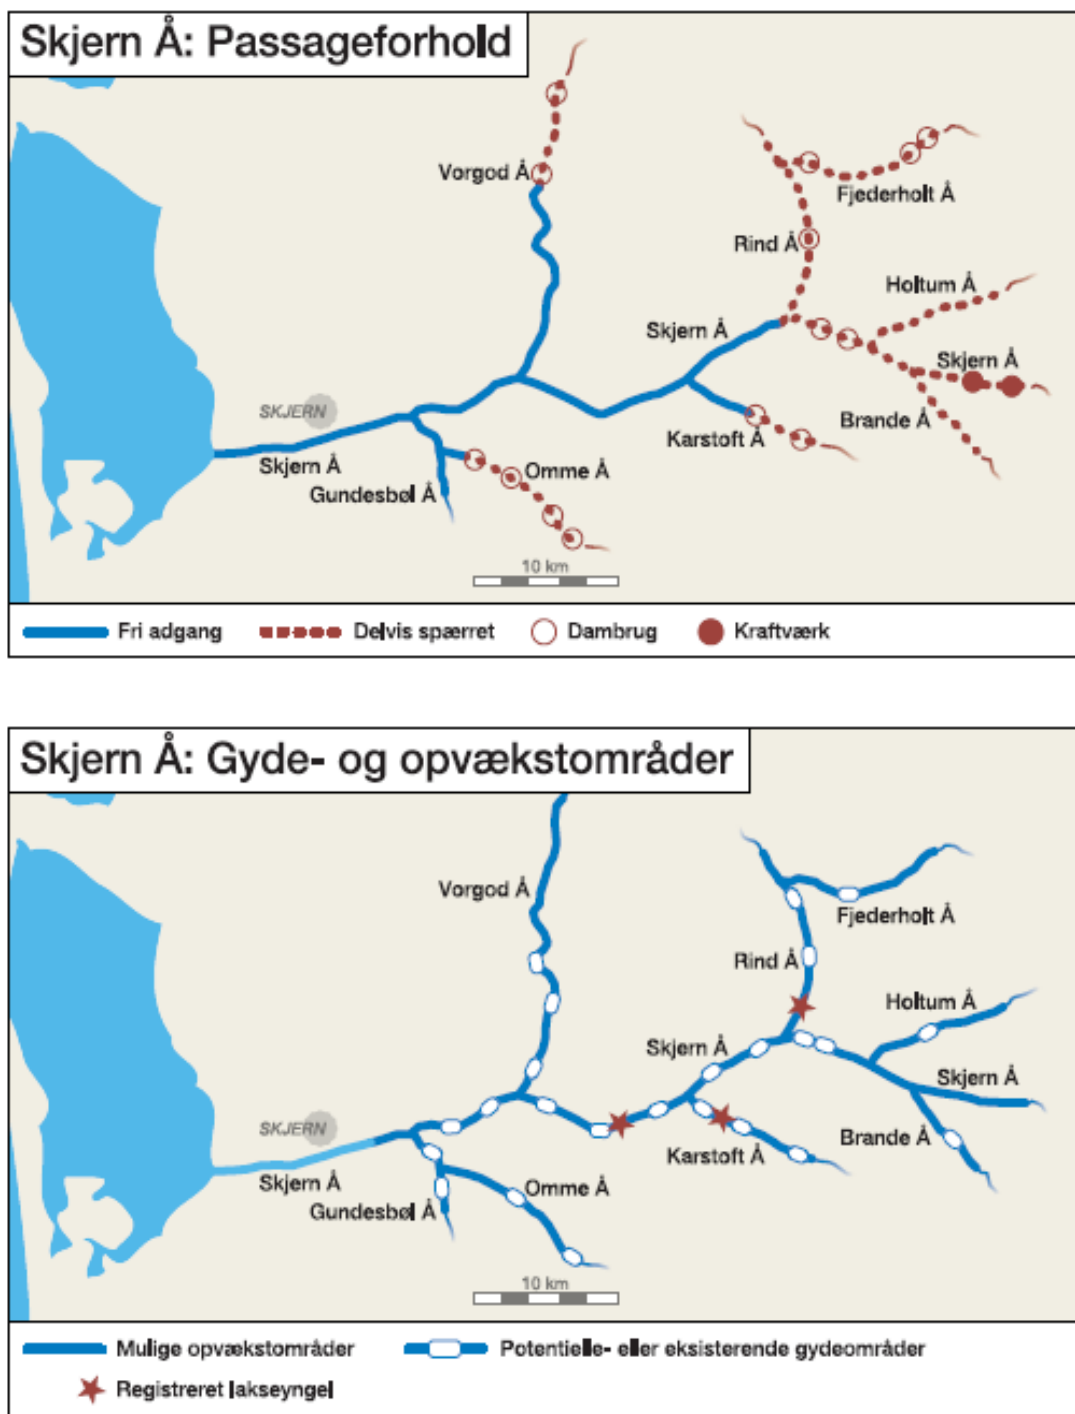 Skjern Å: Passageforhold
Vorgod Å
Fjederholt Å
Rind Å
Holtum Å
Skjern Å
Skjern Å
SKJERN
Brande Å
Karstoft Å
Skjern Å
Omme Å
Gundesbøl Å
10 km
Fri adgang
Delvis spærret
Dambrug
Kraftværk
Skjern Å: Gyde- og opvækstområder
Vorgod Å
Fjederholt Å
Rind Å
Holtum Å
Skjern Å
Skjern Å
SKJERN
Brande Å
Karstoft Å
Skjern Å
Omme Å
Gundesbøl Å
10 km
Mulige opvækstområder
Potentielle- eller eksisterende gydeområder
Registreret lakseyngel